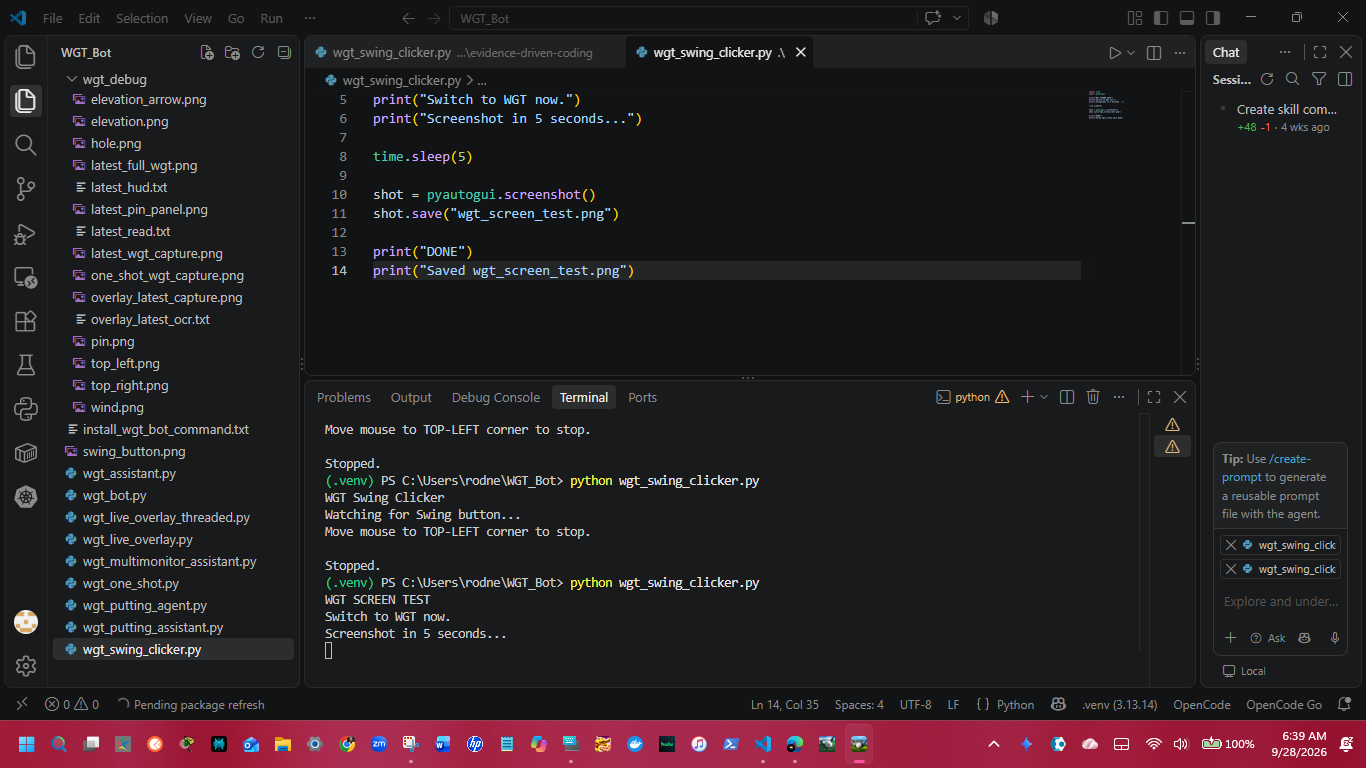 File Edit Selection View Go Run ···
WGT_Bot
WGT_Bot
wgt_debug
elevation_arrow.png
elevation.png
hole.png
latest_full_wgt.png
latest_hud.txt
latest_pin_panel.png
latest_read.txt
latest_wgt_capture.png
one_shot_wgt_capture.png
overlay_latest_capture.png
overlay_latest_ocr.txt
pin.png
top_left.png
top_right.png
wind.png
install_wgt_bot_command.txt
swing_button.png
wgt_assistant.py
wgt_bot.py
wgt_live_overlay_threaded.py
wgt_live_overlay.py
wgt_multimonitor_assistant.py
wgt_one_shot.py
wgt_putting_agent.py
wgt_putting_assistant.py
wgt_swing_clicker.py
wgt_swing_clicker.py ...\evidence-driven-coding
wgt_swing_clicker.py .\
wgt_swing_clicker.py > ...
5 print("Switch to WGT now.")
6 print("Screenshot in 5 seconds...")
7
8 time.sleep(5)
9
10 shot = pyautogui.screenshot()
11 shot.save("wgt_screen_test.png")
12
13 print("DONE")
14 print("Saved wgt_screen_test.png")
Problems Output Debug Console Terminal Ports
python
Move mouse to TOP-LEFT corner to stop.
Stopped.
(.venv) PS C:\Users\rodne\WGT_Bot> python wgt_swing_clicker.py
WGT Swing Clicker
Watching for Swing button...
Move mouse to TOP-LEFT corner to stop.
Stopped.
(.venv) PS C:\Users\rodne\WGT_Bot> python wgt_swing_clicker.py
WGT SCREEN TEST
Switch to WGT now.
Screenshot in 5 seconds...
Chat
Sessi...
Create skill com...
+48 -1 · 4 wks ago
Tip: Use /create-
prompt to generate
a reusable prompt
file with the agent.
wgt_swing_click
wgt_swing_click
Explore and under...
Ask
Local
0 0 Pending package refresh
Ln 14, Col 35 Spaces: 4 UTF-8 LF { } Python .venv (3.13.14) OpenCode OpenCode Go
zm
hp
hulu
100%
6:39 AM
9/28/2026